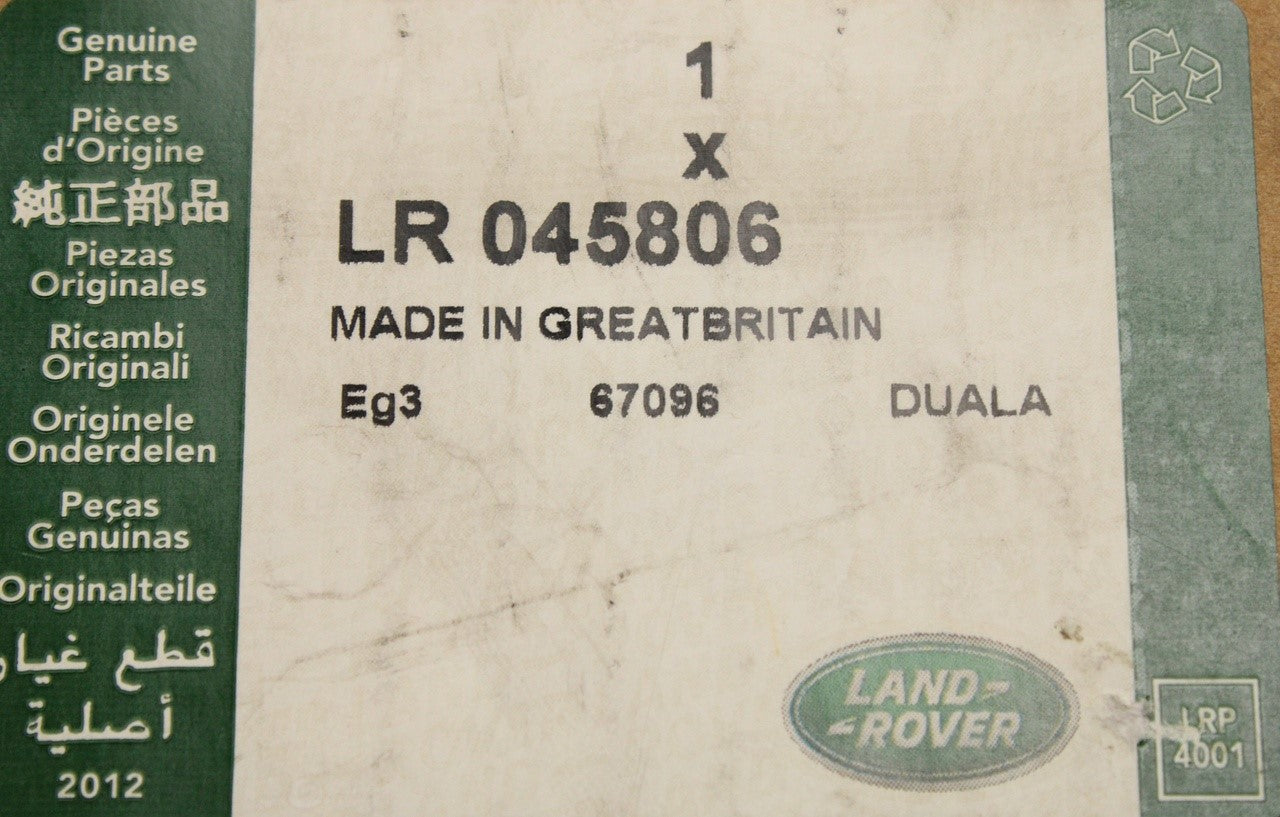 Genuine
Parts
Pièces
d'Origine
純正部品
Piezas
Originales
Ricambi
Originali
Originele
Onderdelen
Peças
Genuínas
Originalteile
قطع غيار
أصلية
2012
1
x
LR 045806
MADE IN GREATBRITAIN
Eg3 67096 DUALA
LAND-
-ROVER
LRP
4001